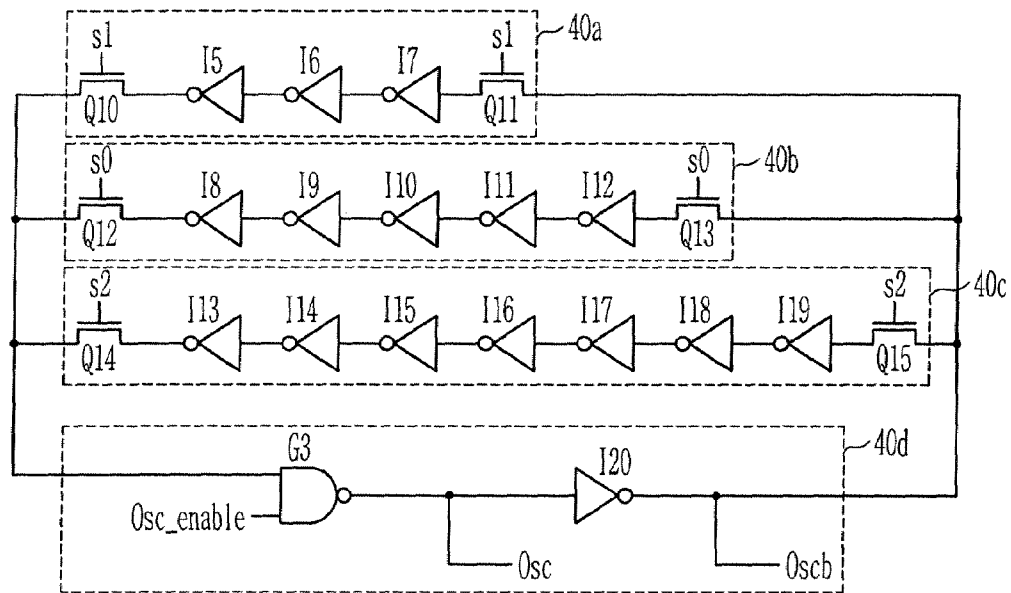 s1 I5 I6 I7 s1 40a
Q10 Q11
s0 I8 I9 I10 I11 I12 s0 40b
Q12 Q13
s2 I13 I14 I15 I16 I17 I18 I19 s2 40c
Q14 Q15
G3 I20 40d
Osc_enable
Osc Oscb